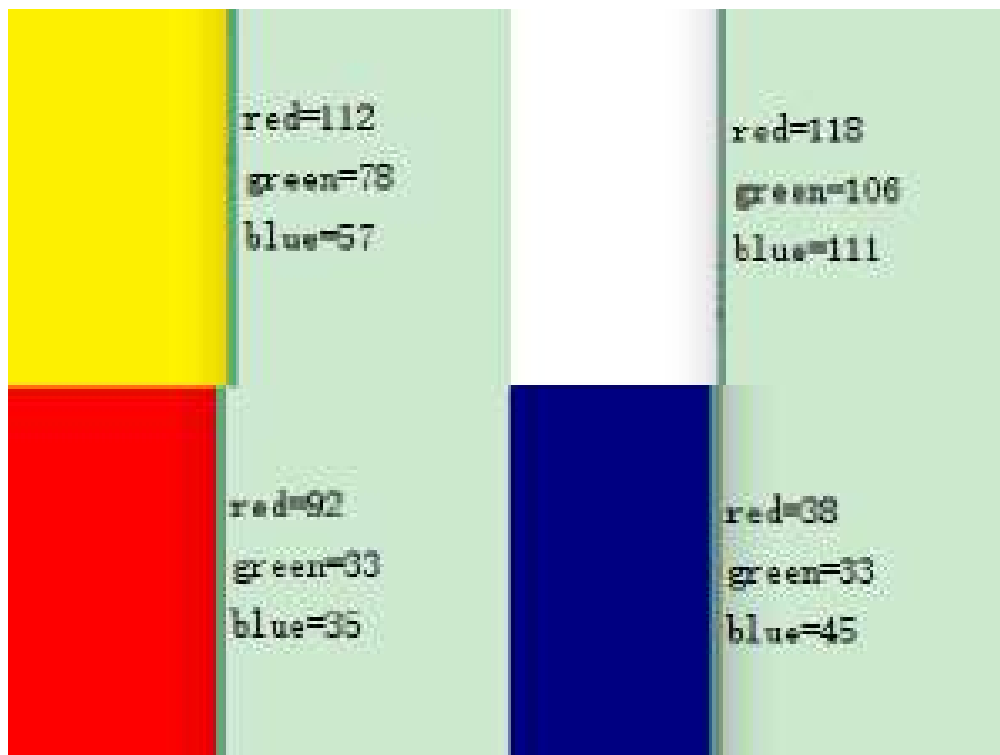 red=112
green=78
blue=57
red=118
green=106
blue=111
red=92
green=33
blue=35
red=38
green=33
blue=45